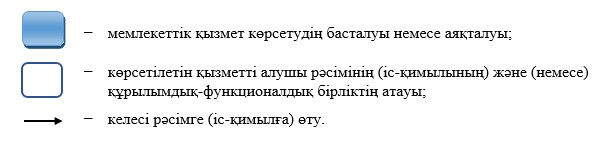 – мемлекеттік қызмет көрсетудің басталуы немесе аяқталуы;
– көрсетілетін қызметті алушы рәсімінің (іс-қимылының) және (немесе)
құрылымдық-функционалдық бірліктің атауы;
– келесі рәсімге (іс-қимылға) өту.